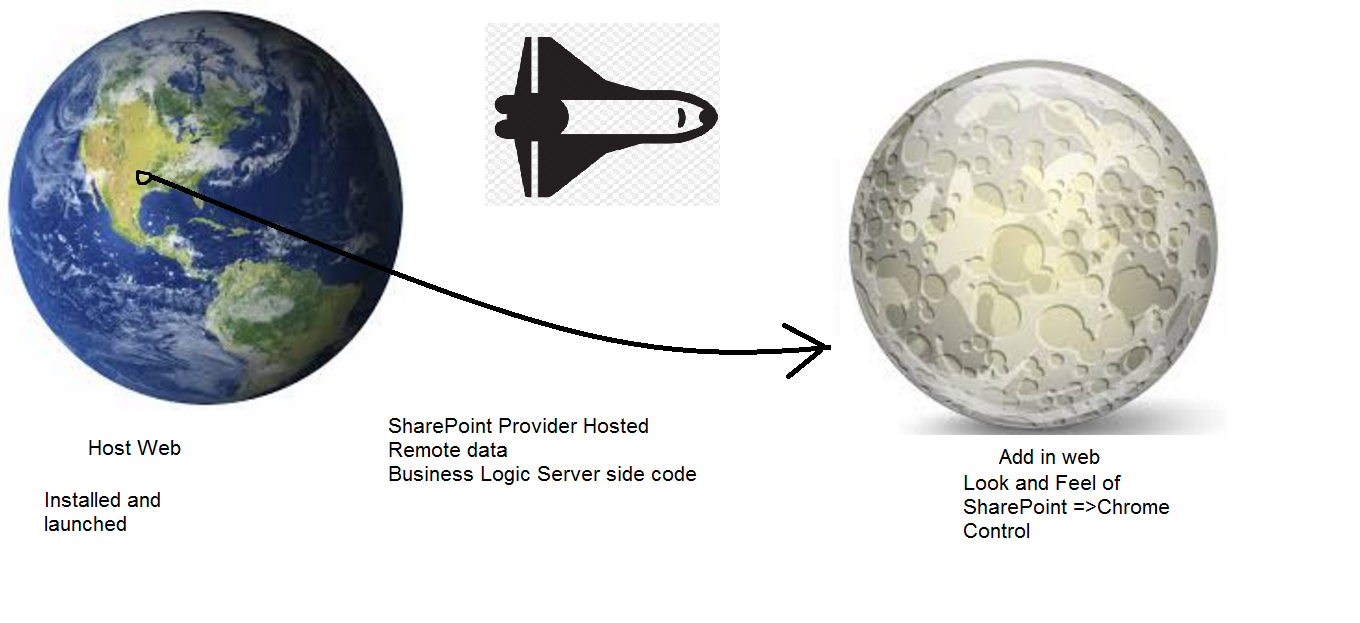 Host Web
Installed and
launched
SharePoint Provider Hosted
Remote data
Business Logic Server side code
Add in web
Look and Feel of
SharePoint =>Chrome
Control